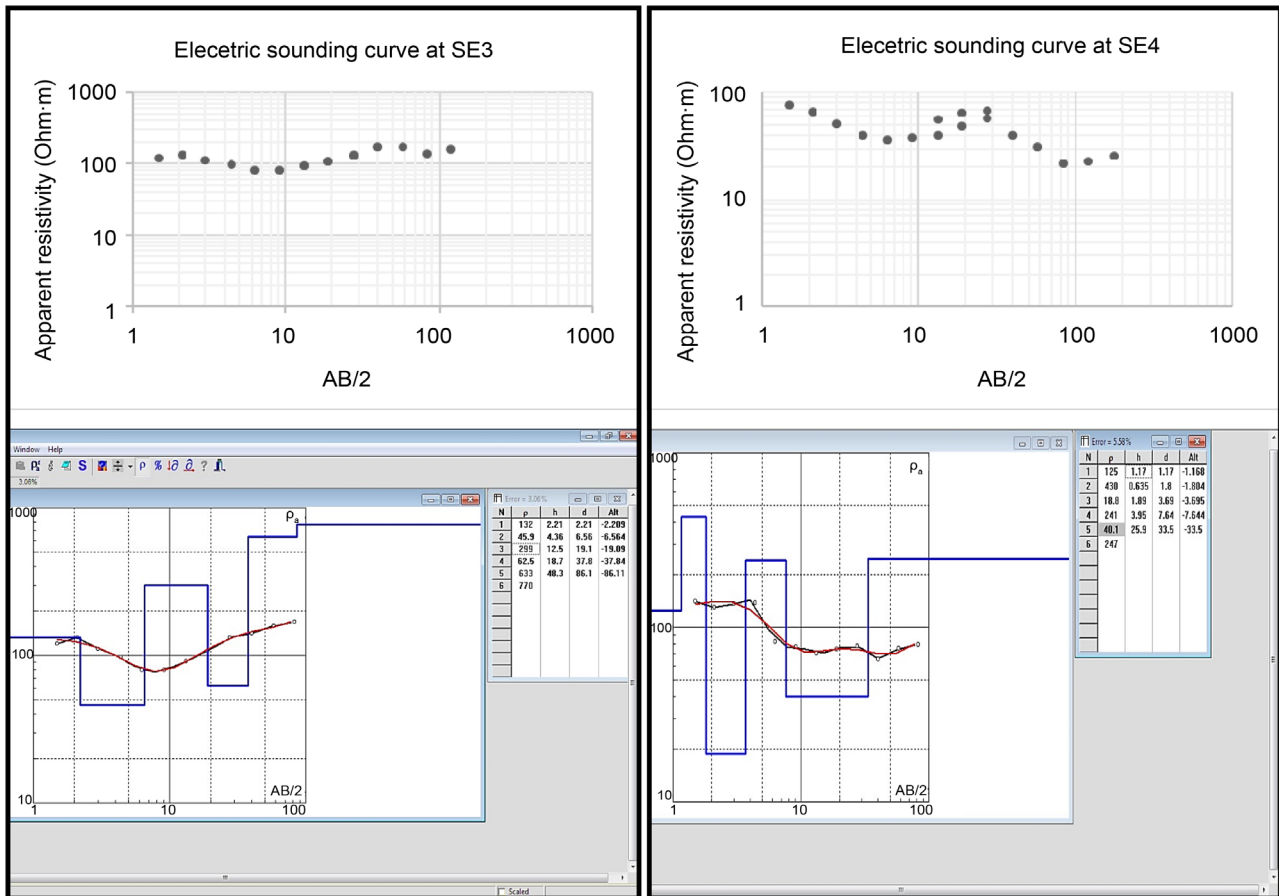 Elecetric sounding curve at SE3
Apparent resistivity (Ohm·m)
1000
100
10
1
1 10 100 1000
AB/2
Elecetric sounding curve at SE4
Apparent resistivity (Ohm·m)
100
10
1
1 10 100 1000
AB/2
Window Help
S ρ % ?
3.06%
1000
ρa
100
10
AB/2
1 10 100
Error = 3.06%
N ρ h d Alt
1 132 2.21 2.21 -2.209
2 45.9 4.36 6.56 -6.564
3 299 12.5 19.1 -19.09
4 62.5 18.7 37.8 -37.84
5 633 48.3 86.1 -86.11
6 770
Scaled
1000
ρa
100
10
AB/2
1 10 100
Error = 5.58%
N ρ h d Alt
1 125 1.17 1.17 -1.168
2 430 0.635 1.8 -1.804
3 18.8 1.89 3.69 -3.695
4 241 3.95 7.64 -7.644
5 40.1 25.9 33.5 -33.5
6 247